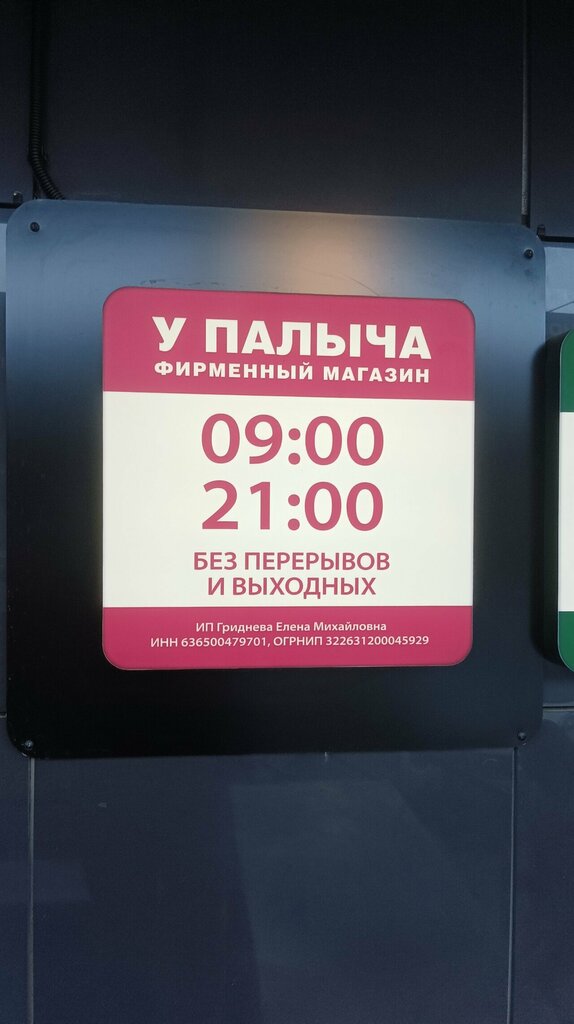 У ПАЛЫЧА
ФИРМЕННЫЙ МАГАЗИН
09:00
21:00
БЕЗ ПЕРЕРЫВОВ
И ВЫХОДНЫХ
ИП Гриднева Елена Михайловна
ИНН 636500479701, ОГРНИП 322631200045929